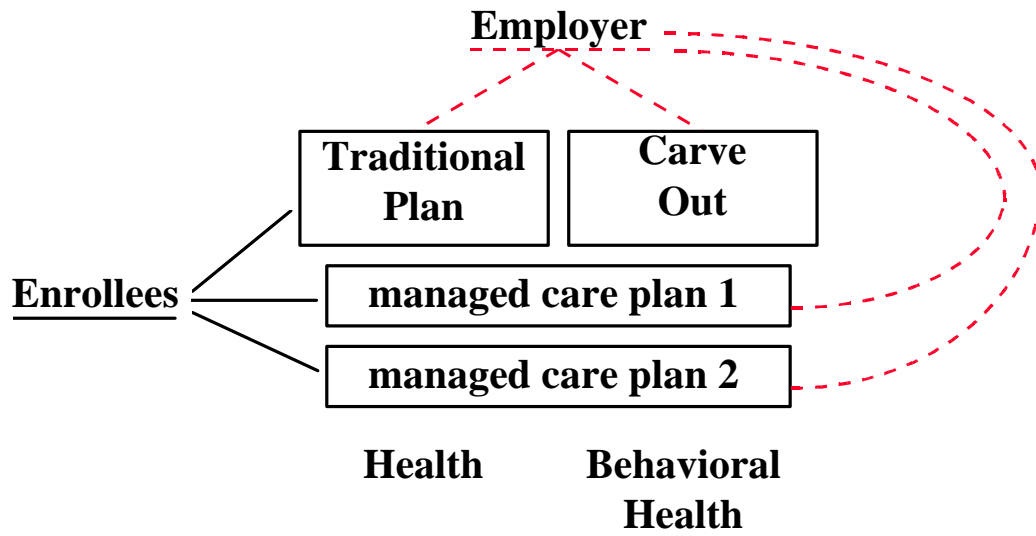 Employer
Traditional
Plan
Carve
Out
Enrollees
managed care plan 1
managed care plan 2
Health
Behavioral
Health